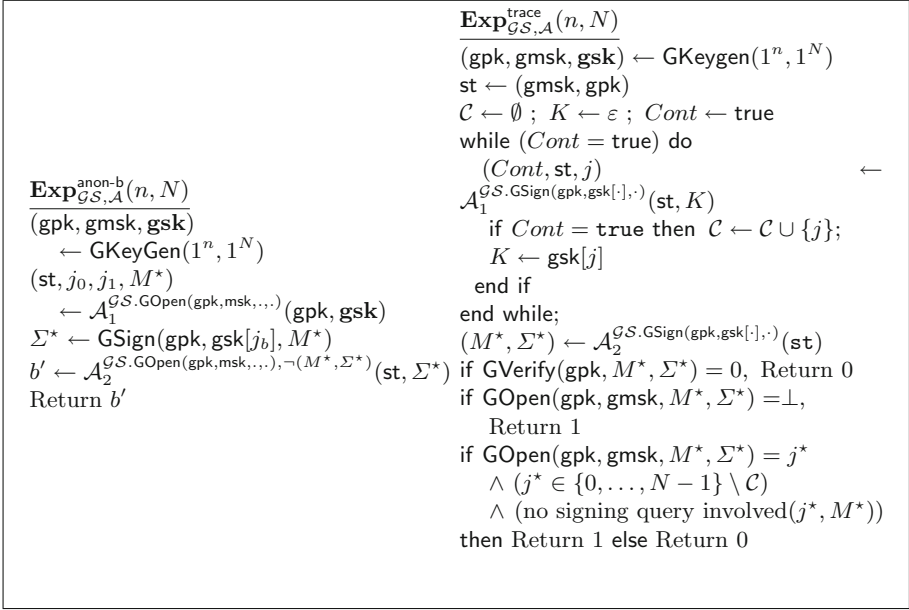 Exp^{anon-b}_{GS,A}(n, N)
(gpk, gmsk, gsk)
← GKeyGen(1^n, 1^N)
(st, j_0, j_1, M^⋆)
← A_1^{GS.GOpen(gpk,msk,.,.)}(gpk, gsk)
Σ^⋆ ← GSign(gpk, gsk[j_b], M^⋆)
b′ ← A_2^{GS.GOpen(gpk,msk,.,.),¬(M^⋆,Σ^⋆)}(st, Σ^⋆)
Return b′
Exp^{trace}_{GS,A}(n, N)
(gpk, gmsk, gsk) ← GKeygen(1^n, 1^N)
st ← (gmsk, gpk)
C ← ∅ ; K ← ε ; Cont ← true
while (Cont = true) do
(Cont, st, j) ←
A_1^{GS.GSign(gpk,gsk[·],·)}(st, K)
if Cont = true then C ← C ∪ {j};
K ← gsk[j]
end if
end while;
(M^⋆, Σ^⋆) ← A_2^{GS.GSign(gpk,gsk[·],·)}(st)
if GVerify(gpk, M^⋆, Σ^⋆) = 0, Return 0
if GOpen(gpk, gmsk, M^⋆, Σ^⋆) =⊥,
Return 1
if GOpen(gpk, gmsk, M^⋆, Σ^⋆) = j^⋆
∧ (j^⋆ ∈ {0, . . . , N − 1} \ C)
∧ (no signing query involved(j^⋆, M^⋆))
then Return 1 else Return 0